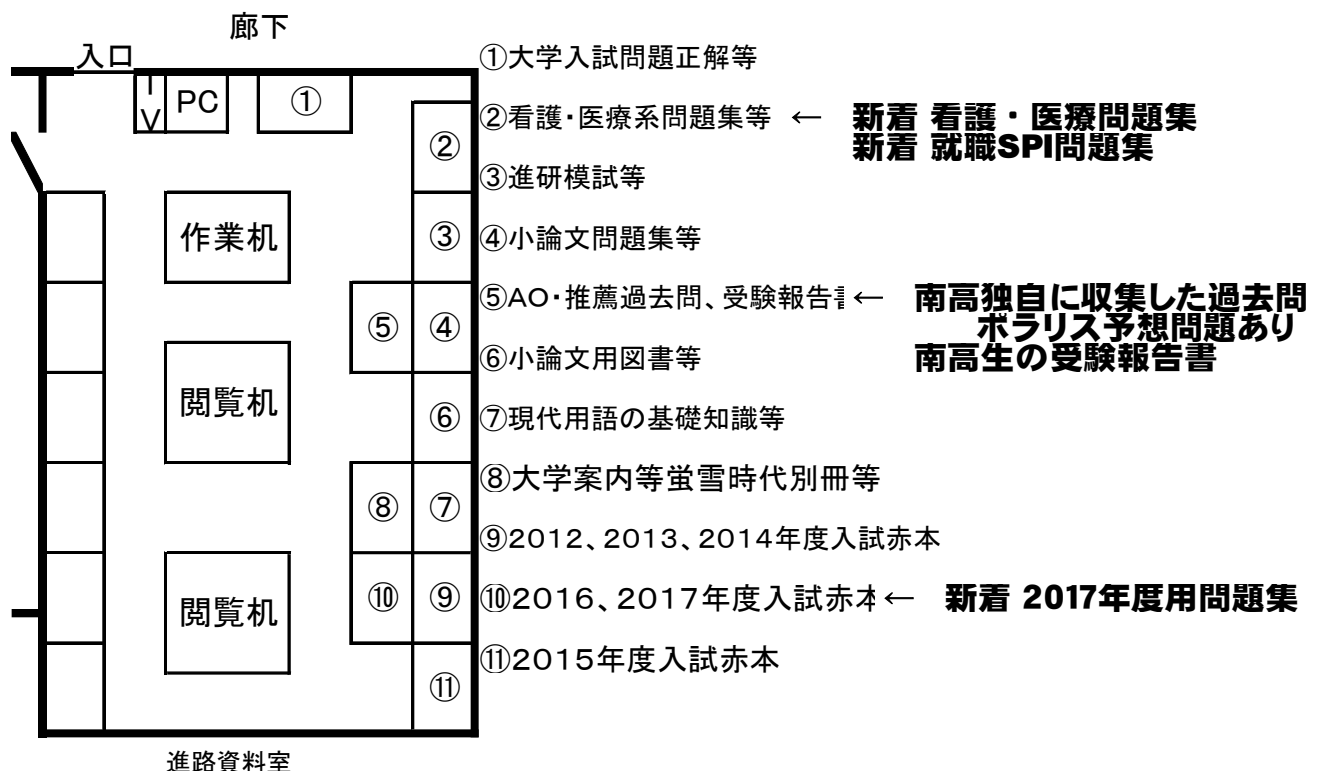 廊下
入口
TV
PC
①
②
作業机
③
⑤
④
閲覧机
⑥
⑧
⑦
⑩
⑨
閲覧机
⑪
進路資料室
①大学入試問題正解等
②看護・医療系問題集等 ← 新着 看護・医療問題集
新着 就職SPI問題集
③進研模試等
④小論文問題集等
⑤AO・推薦過去問、受験報告書 ← 南高独自に収集した過去問
ポラリス予想問題あり
⑥小論文用図書等 南高生の受験報告書
⑦現代用語の基礎知識等
⑧大学案内等蛍雪時代別冊等
⑨2012、2013、2014年度入試赤本
⑩2016、2017年度入試赤本 ← 新着 2017年度用問題集
⑪2015年度入試赤本